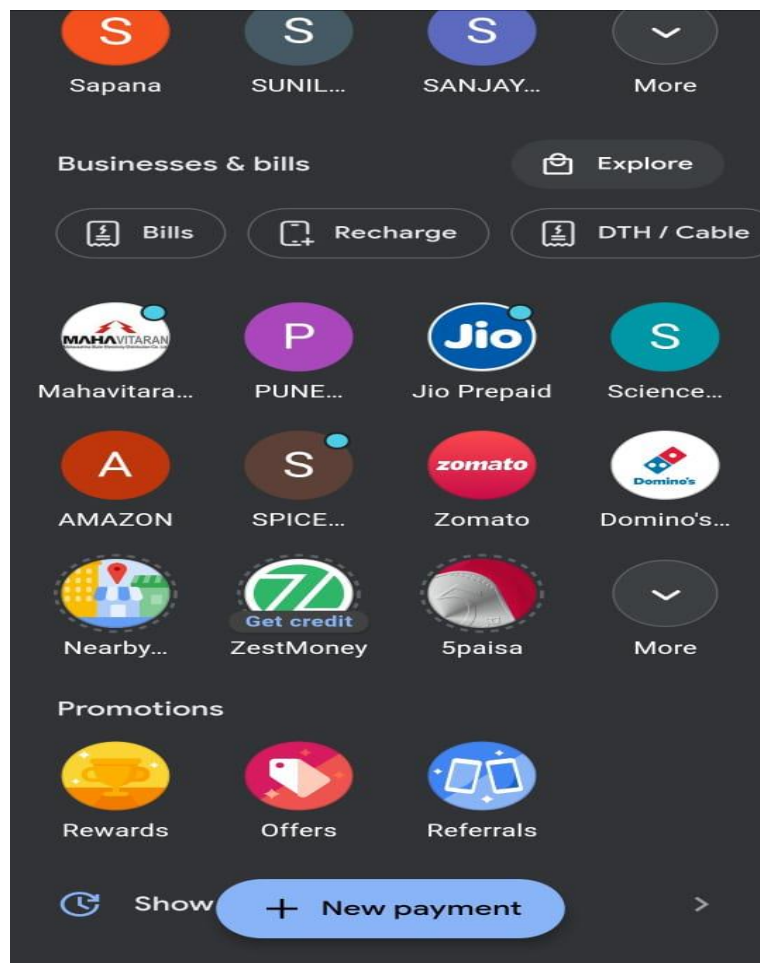 S S S
Sapana SUNIL... SANJAY... More
Businesses & bills Explore
Bills Recharge DTH / Cable
MAHAVITARAN P Jio S
Mahavitara... PUNE... Jio Prepaid Science...
A S zomato Domino's
AMAZON SPICE... Zomato Domino's...
Get credit
Nearby... ZestMoney 5paisa More
Promotions
Rewards Offers Referrals
Show + New payment >